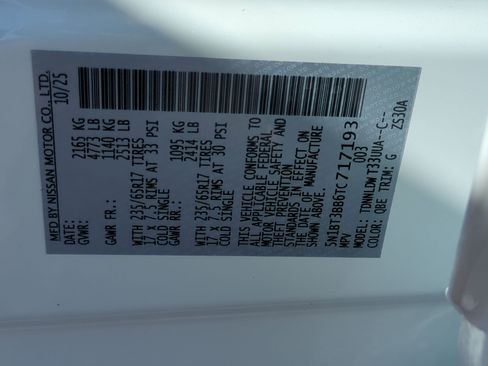 MFD BY NISSAN MOTOR CO., LTD.
DATE: 10/25
GVWR: 2165 KG
4773 LB
GAWR FR.: 1140 KG
2513 LB
235/65R17 TIRES
17 X 7.5 RIMS AT 33 PSI
COLD SINGLE
GAWR RR.: 1095 KG
2414 LB
WITH 235/65R17 TIRES
17 X 7.5 RIMS AT 30 PSI
COLD SINGLE
THIS VEHICLE CONFORMS TO
ALL APPLICABLE FEDERAL
MOTOR VEHICLE SAFETY AND
THEFT PREVENTION
STANDARDS IN EFFECT ON
THE DATE OF MANUFACTURE
SHOWN ABOVE.
5N1BT3BB6TC717193
MPV 003
MODEL: TDNNLDWT33UUA--C--
COLOR: QBE TRIM: G ZS30A